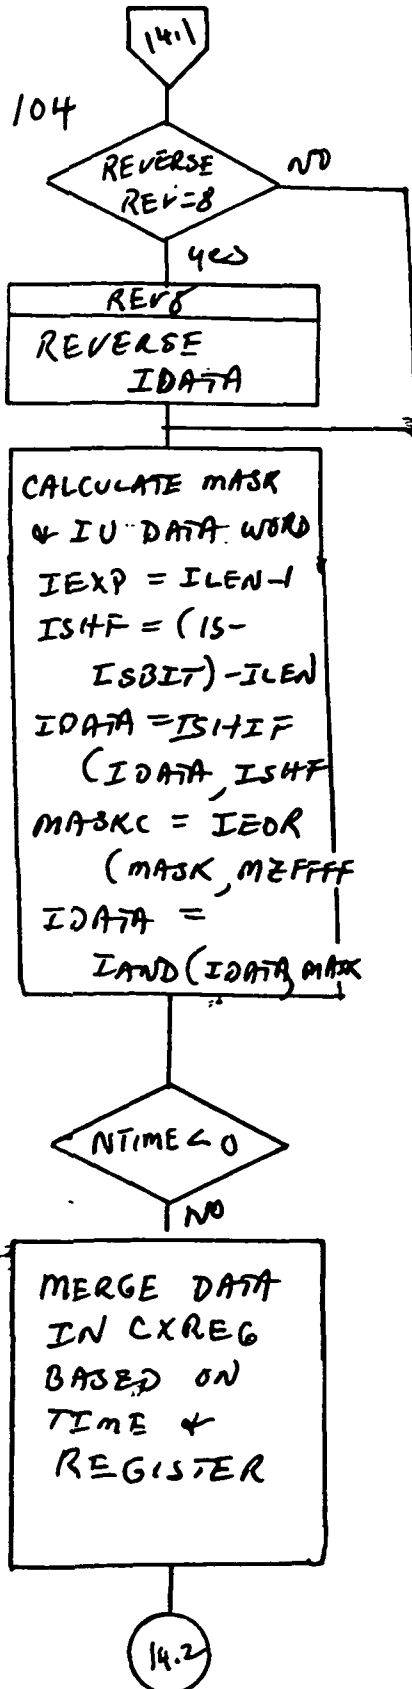 14.1
104
REVERSE NO
REV=8
yes
REV8
REVERSE
IDATA
CALCULATE MASK
& IU DATA WORD
IEXP = ILEN-1
ISHF = (15-
ISBIT)-ILEN
IDATA = ISHIF
(IDATA, ISHF
MASKC = IEOR
(MASK, MZFFFF
IDATA =
IAND(IDATA, MASK
NTIME < 0
NO
MERGE DATA
IN CXREG
BASED ON
TIME &
REGISTER
14.2